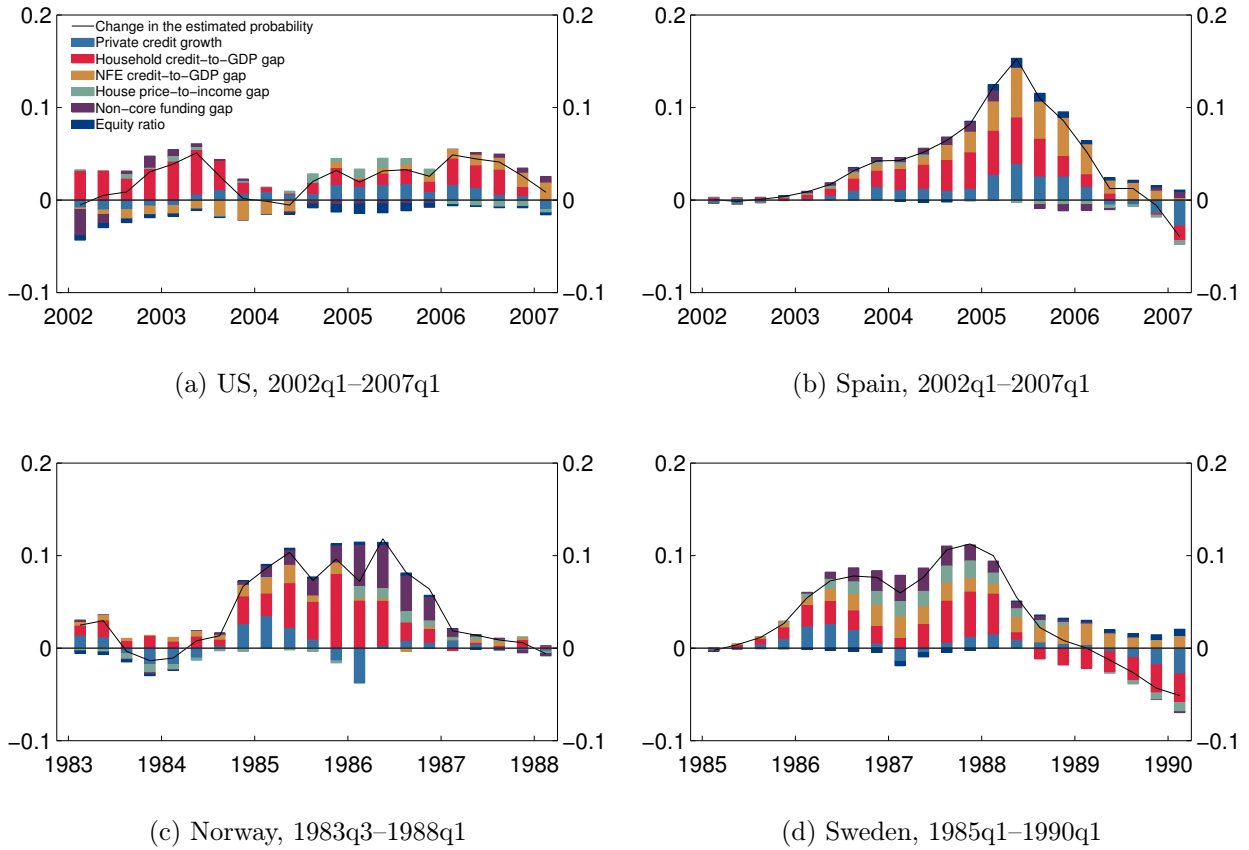 0.2
0.1
0
−0.1
0.2
0.1
0
−0.1
Change in the estimated probability
Private credit growth
Household credit−to−GDP gap
NFE credit−to−GDP gap
House price−to−income gap
Non−core funding gap
Equity ratio
2002 2003 2004 2005 2006 2007
(a) US, 2002q1–2007q1
0.2
0.1
0
−0.1
0.2
0.1
0
−0.1
2002 2003 2004 2005 2006 2007
(b) Spain, 2002q1–2007q1
0.2
0.1
0
−0.1
0.2
0.1
0
−0.1
1983 1984 1985 1986 1987 1988
(c) Norway, 1983q3–1988q1
0.2
0.1
0
−0.1
0.2
0.1
0
−0.1
1985 1986 1987 1988 1989 1990
(d) Sweden, 1985q1–1990q1